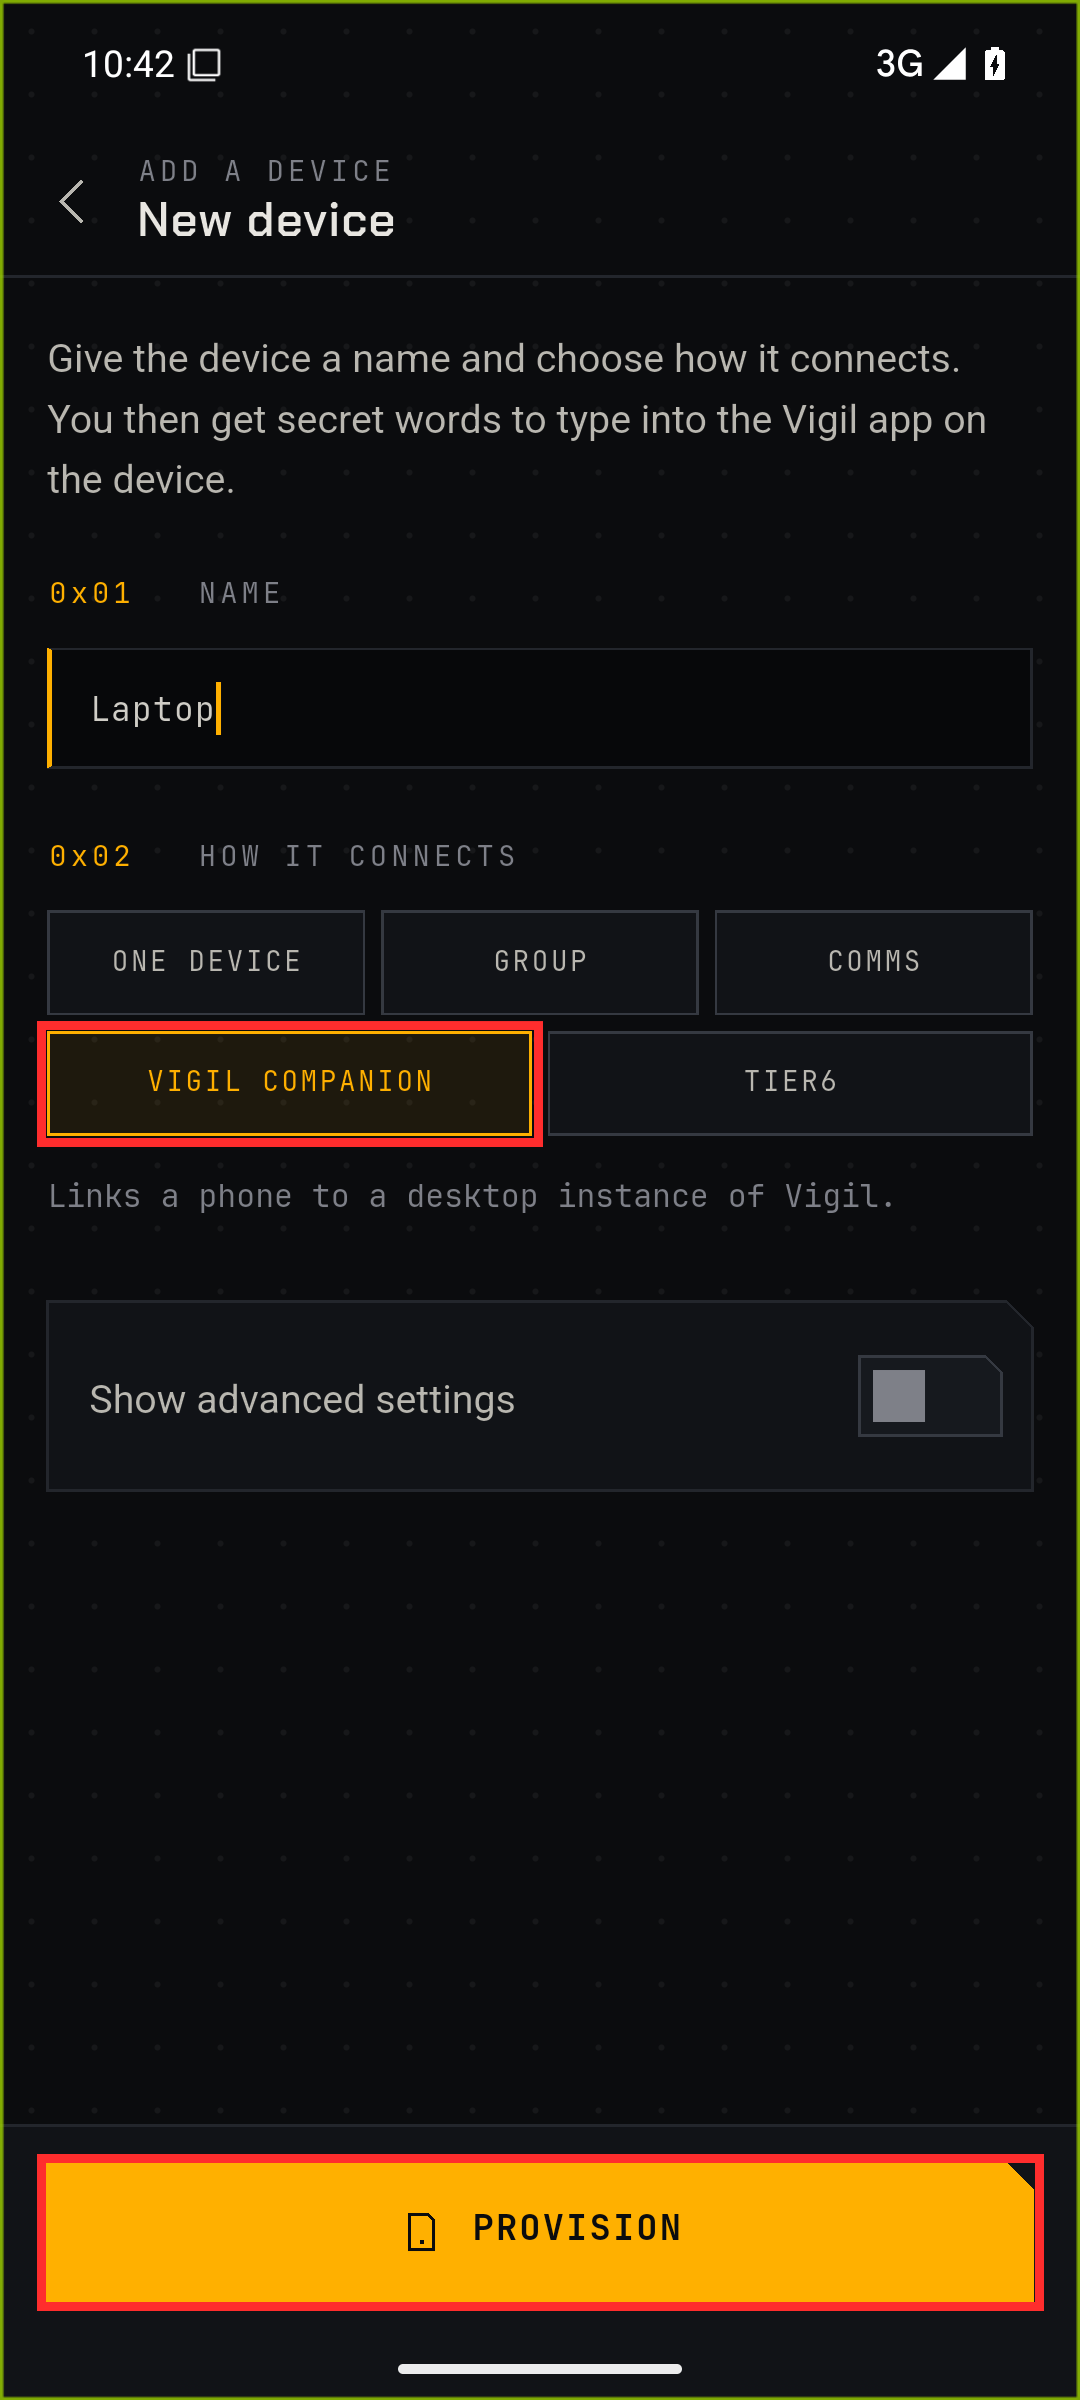 10:42
3G
ADD A DEVICE
New device
Give the device a name and choose how it connects.
You then get secret words to type into the Vigil app on
the device.
0x01 NAME
Laptop
0x02 HOW IT CONNECTS
ONE DEVICE
GROUP
COMMS
VIGIL COMPANION
TIER6
Links a phone to a desktop instance of Vigil.
Show advanced settings
PROVISION